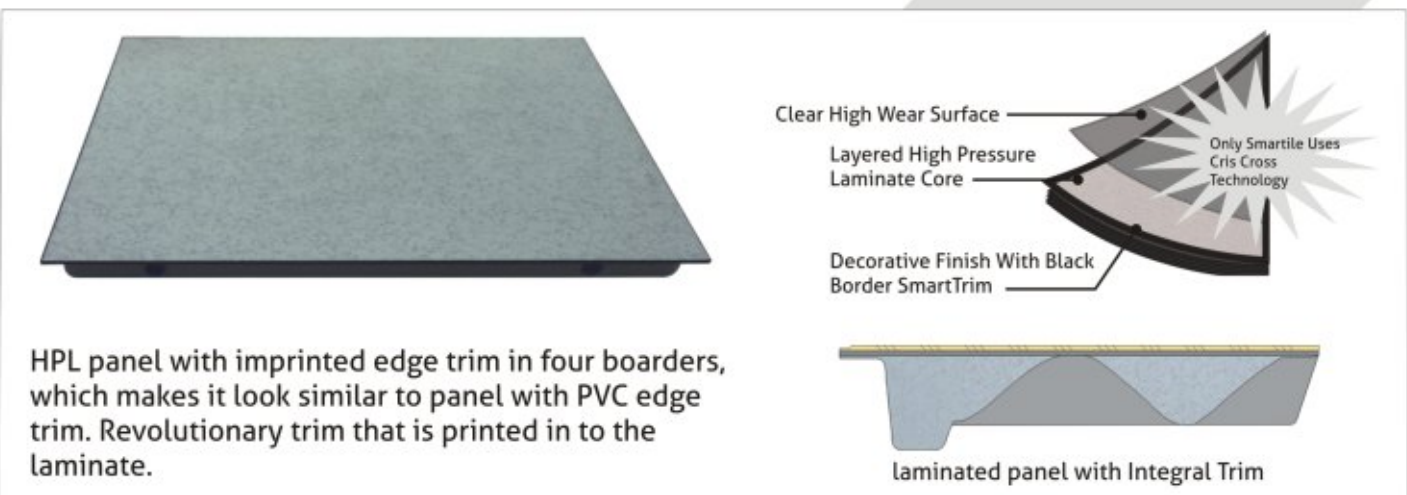 HPL panel with imprinted edge trim in four boarders,
which makes it look similar to panel with PVC edge
trim. Revolutionary trim that is printed in to the
laminate.
Clear High Wear Surface
Layered High Pressure
Laminate Core
Decorative Finish With Black
Border SmartTrim
Only Smartile Uses
Cris Cross
Technology
laminated panel with Integral Trim